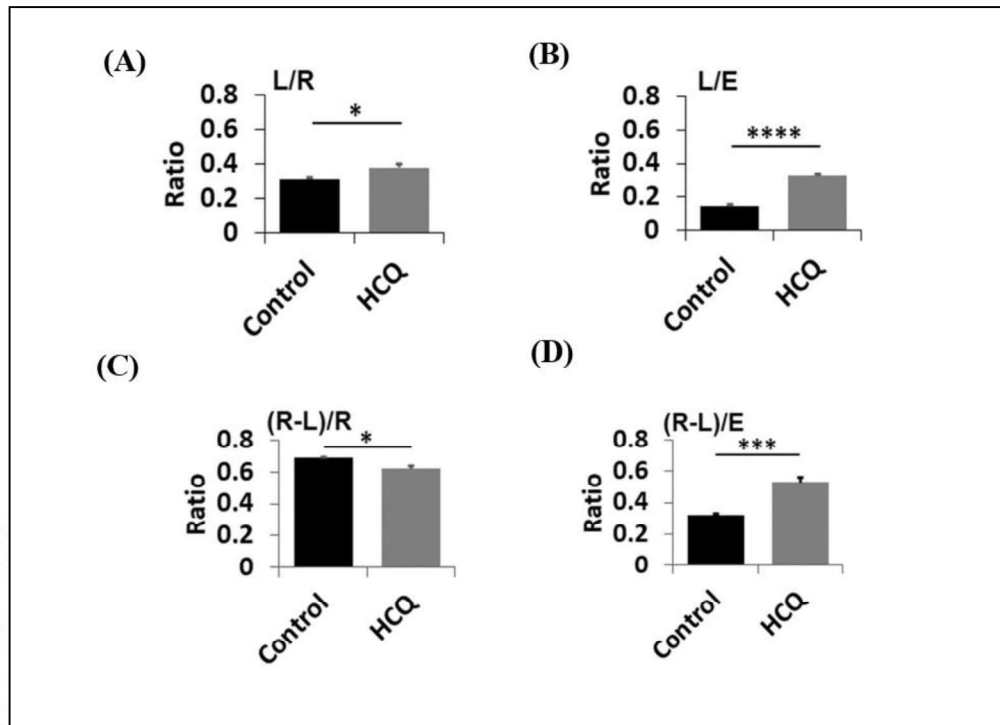 (A)
L/R
0.8
*
0.6
0.4
0.2
0
Ratio
Control
HCQ
(B)
L/E
0.8
****
0.6
0.4
0.2
0
Ratio
Control
HCQ
(C)
(R-L)/R
0.8
*
0.6
0.4
0.2
0
Ratio
Control
HCQ
(D)
(R-L)/E
0.8
***
0.6
0.4
0.2
0
Ratio
Control
HCQ